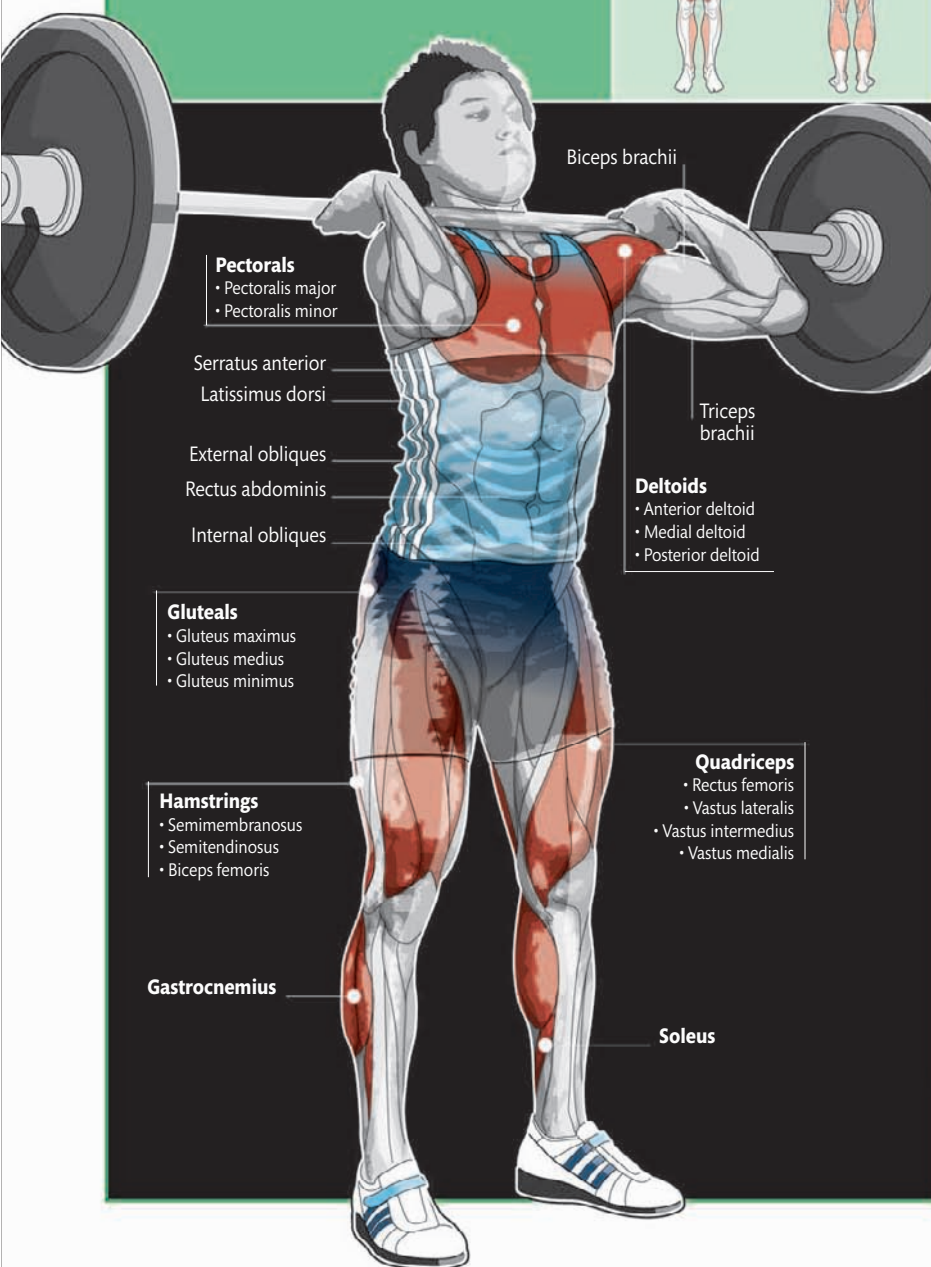 Biceps brachii
Pectorals
• Pectoralis major
• Pectoralis minor
Serratus anterior
Latissimus dorsi
Triceps
brachii
External obliques
Rectus abdominis
Internal obliques
Deltoids
• Anterior deltoid
• Medial deltoid
• Posterior deltoid
Gluteals
• Gluteus maximus
• Gluteus medius
• Gluteus minimus
Quadriceps
• Rectus femoris
• Vastus lateralis
• Vastus intermedius
• Vastus medialis
Hamstrings
• Semimembranosus
• Semitendinosus
• Biceps femoris
Gastrocnemius
Soleus